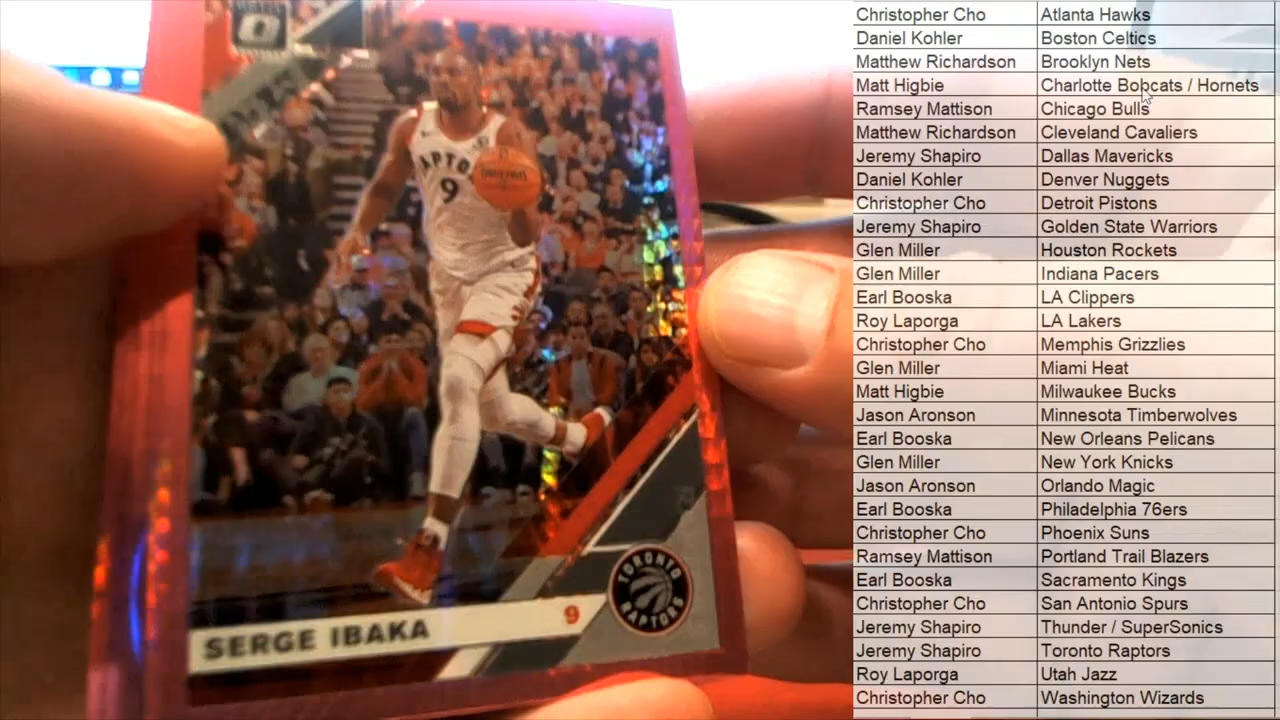 O
APTO
9
SERGE IBAKA
9
TORONTO
RAPTORS
Christopher Cho Atlanta Hawks
Daniel Kohler Boston Celtics
Matthew Richardson Brooklyn Nets
Matt Higbie Charlotte Bobcats / Hornets
Ramsey Mattison Chicago Bulls
Matthew Richardson Cleveland Cavaliers
Jeremy Shapiro Dallas Mavericks
Daniel Kohler Denver Nuggets
Christopher Cho Detroit Pistons
Jeremy Shapiro Golden State Warriors
Glen Miller Houston Rockets
Glen Miller Indiana Pacers
Earl Booska LA Clippers
Roy Laporga LA Lakers
Christopher Cho Memphis Grizzlies
Glen Miller Miami Heat
Matt Higbie Milwaukee Bucks
Jason Aronson Minnesota Timberwolves
Earl Booska New Orleans Pelicans
Glen Miller New York Knicks
Jason Aronson Orlando Magic
Earl Booska Philadelphia 76ers
Christopher Cho Phoenix Suns
Ramsey Mattison Portland Trail Blazers
Earl Booska Sacramento Kings
Christopher Cho San Antonio Spurs
Jeremy Shapiro Thunder / SuperSonics
Jeremy Shapiro Toronto Raptors
Roy Laporga Utah Jazz
Christopher Cho Washington Wizards